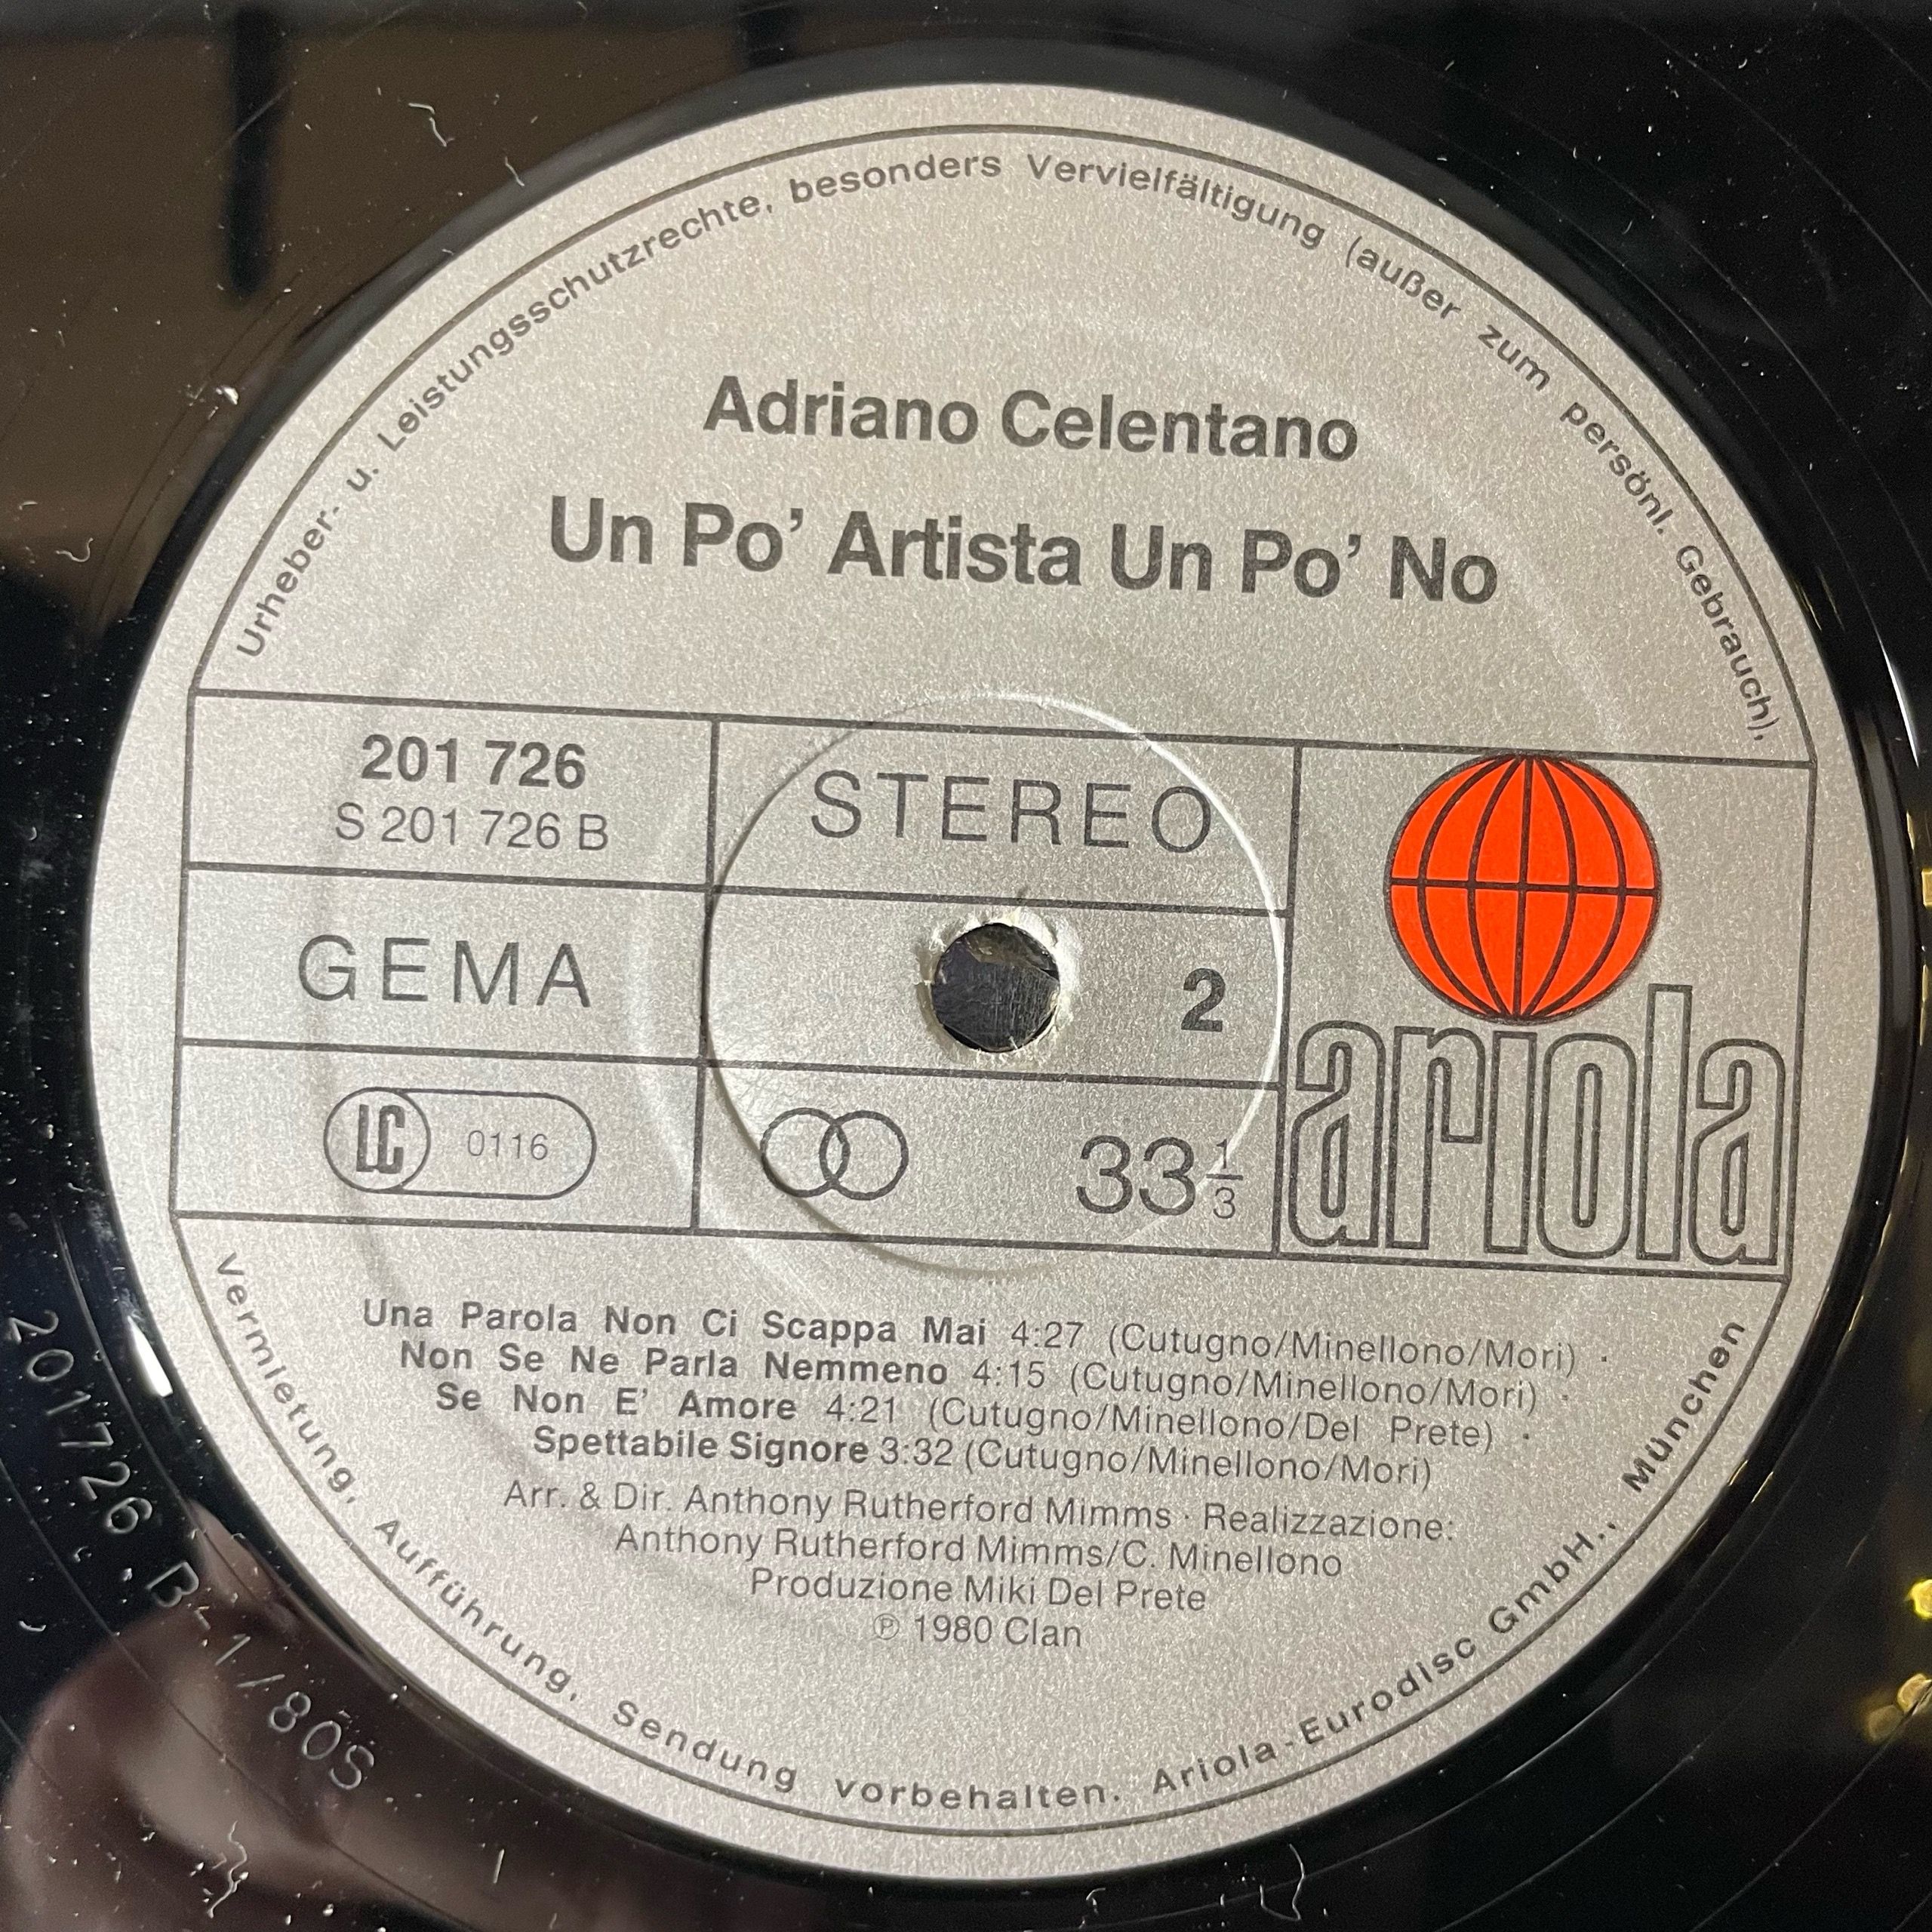 Urheber- u. Leistungsschutzrechte, besonders Vervielfältigung (außer zum persönl. Gebrauch),
Adriano Celentano
Un Po’ Artista Un Po’ No
201 726
S 201 726 B
STEREO
GEMA
2
LC 0116
33 1/3
ariola
Una Parola Non Ci Scappa Mai 4:27 (Cutugno/Minellono/Mori) ·
Non Se Ne Parla Nemmeno 4:15 (Cutugno/Minellono/Mori) ·
Se Non E’ Amore 4:21 (Cutugno/Minellono/Del Prete) ·
Spettabile Signore 3:32 (Cutugno/Minellono/Mori)
Arr. & Dir. Anthony Rutherford Mimms · Realizzazione:
Anthony Rutherford Mimms/C. Minellono
Produzione Miki Del Prete
℗ 1980 Clan
Vermietung, Aufführung, Sendung vorbehalten. Ariola-Eurodisc GmbH., München
201726 B-1/80S